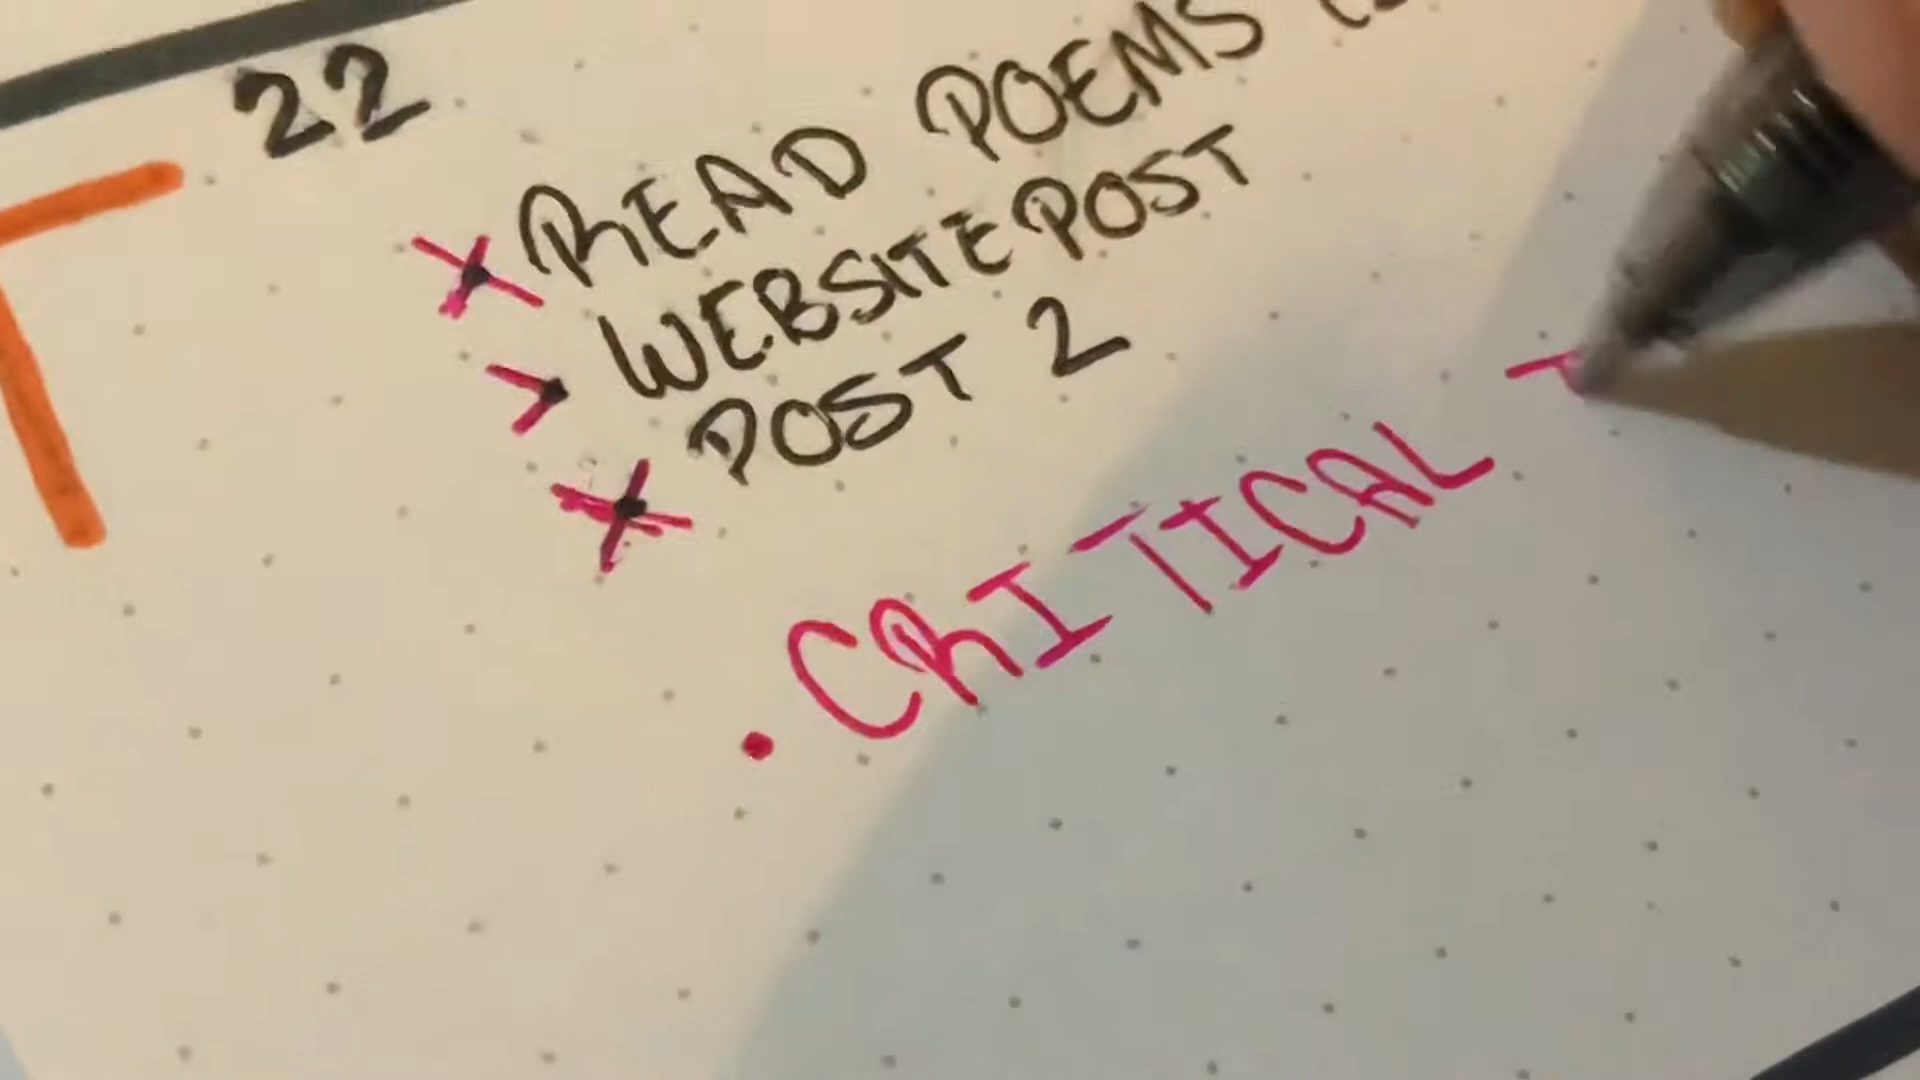 T
22
× READ POEMS
> WEBSITE POST
× POST 2
• CRITICAL T